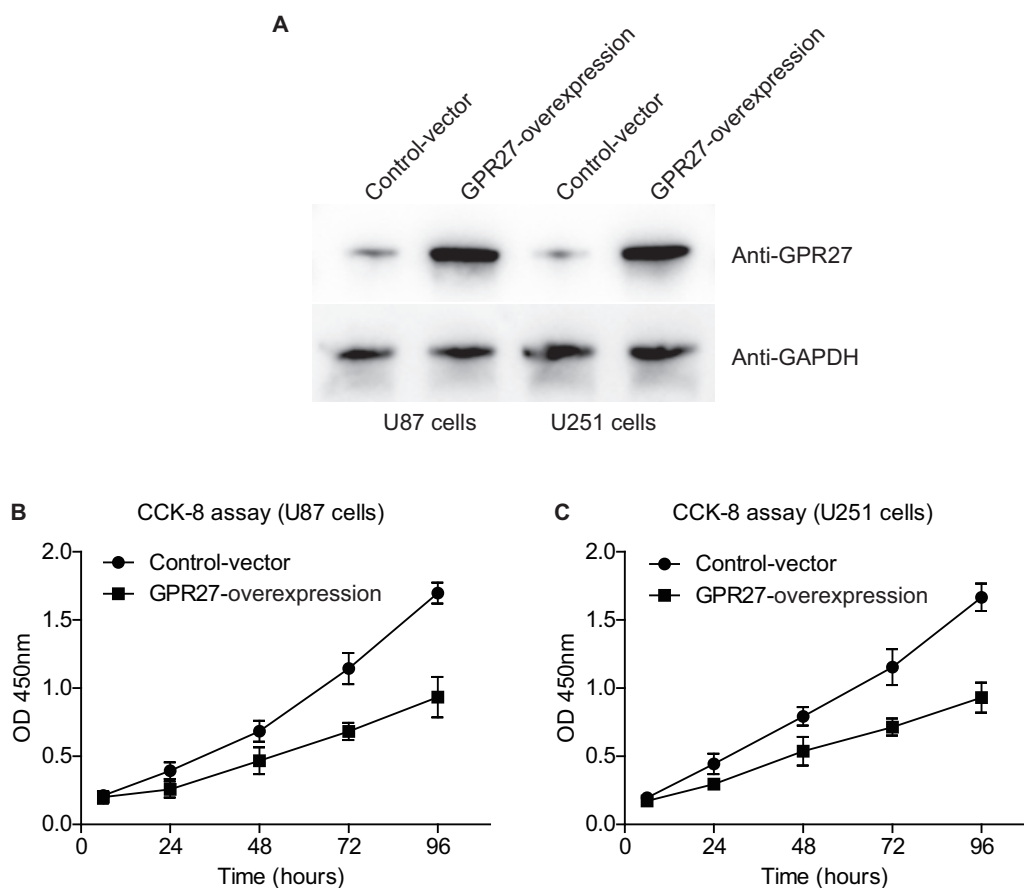 A
Control-vector
GPR27-overexpression
Control-vector
GPR27-overexpression
Anti-GPR27
Anti-GAPDH
U87 cells
U251 cells
B
CCK-8 assay (U87 cells)
2.0
1.5
1.0
0.5
0.0
OD 450nm
Control-vector
GPR27-overexpression
0
24
48
72
96
Time (hours)
C
CCK-8 assay (U251 cells)
2.0
1.5
1.0
0.5
0.0
OD 450nm
Control-vector
GPR27-overexpression
0
24
48
72
96
Time (hours)